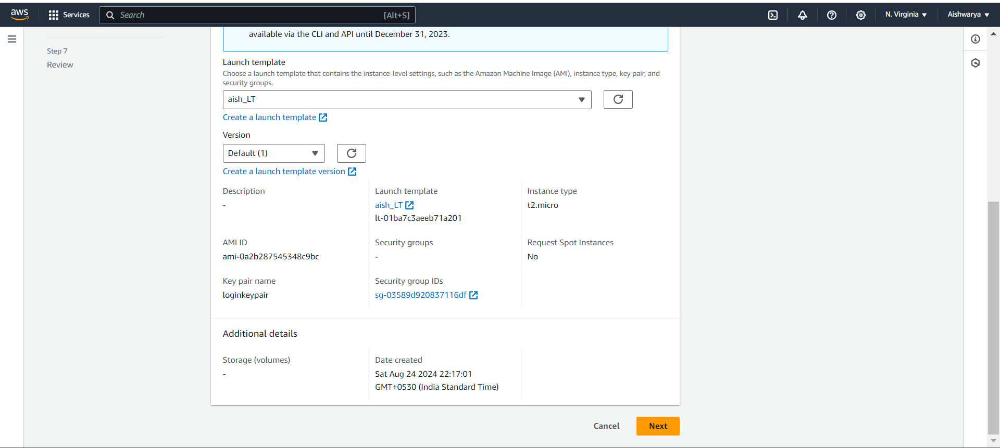 aws
Services
Search
[Alt+S]
N. Virginia
Aishwarya
Step 7
Review
available via the CLI and API until December 31, 2023.
Launch template
Choose a launch template that contains the instance-level settings, such as the Amazon Machine Image (AMI), instance type, key pair, and
security groups.
aish_LT
Create a launch template
Version
Default (1)
Create a launch template version
Description
-
Launch template
aish_LT
lt-01ba7c3aeeb71a201
Instance type
t2.micro
AMI ID
ami-0a2b287545348c9bc
Security groups
-
Request Spot Instances
No
Key pair name
loginkeypair
Security group IDs
sg-03589d920837116df
Additional details
Storage (volumes)
-
Date created
Sat Aug 24 2024 22:17:01
GMT+0530 (India Standard Time)
Cancel
Next